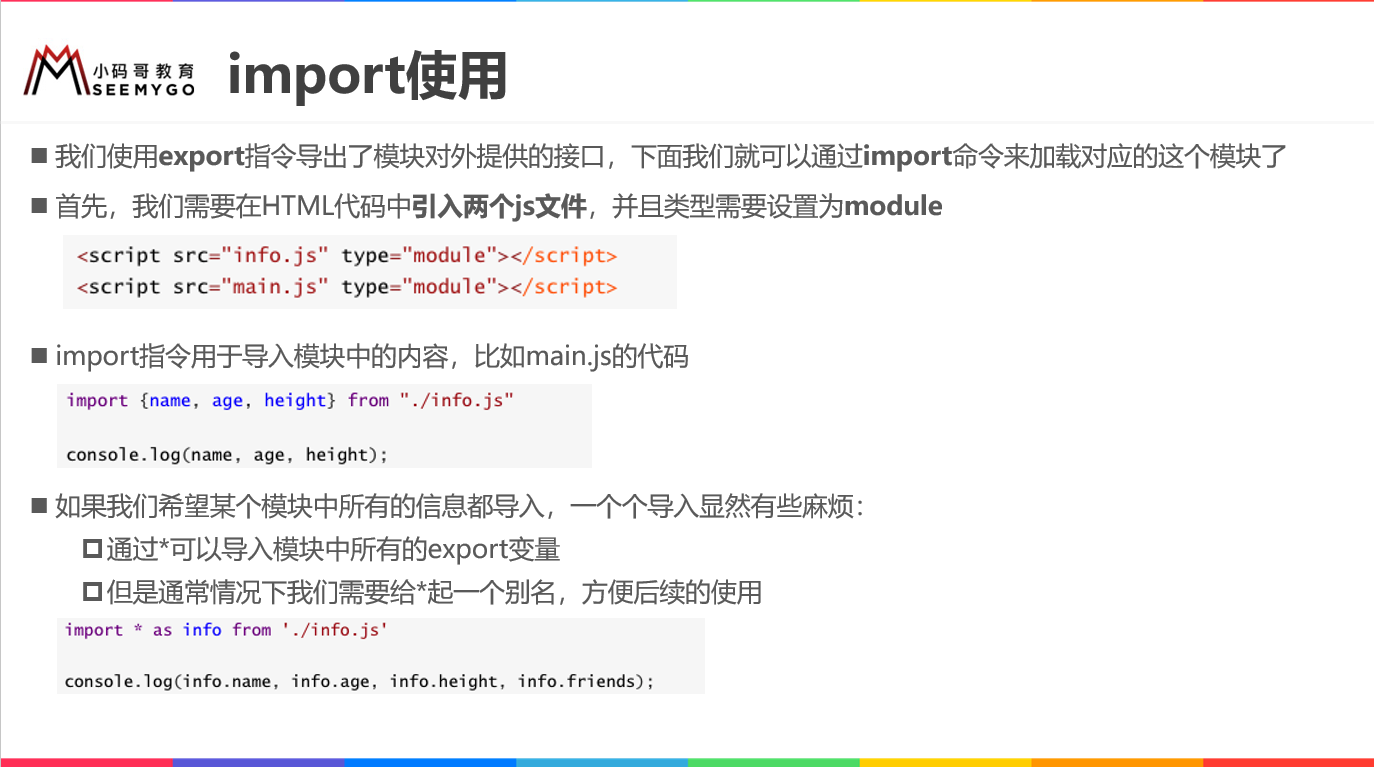 小码哥教育
SEEMYGO
import使用
我们使用export指令导出了模块对外提供的接口，下面我们就可以通过import命令来加载对应的这个模块了
首先，我们需要在HTML代码中引入两个js文件，并且类型需要设置为module
<script src="info.js" type="module"></script>
<script src="main.js" type="module"></script>
import指令用于导入模块中的内容，比如main.js的代码
import {name, age, height} from "./info.js"
console.log(name, age, height);
如果我们希望某个模块中所有的信息都导入，一个个导入显然有些麻烦：
通过*可以导入模块中所有的export变量
但是通常情况下我们需要给*起一个别名，方便后续的使用
import * as info from './info.js'
console.log(info.name, info.age, info.height, info.friends);